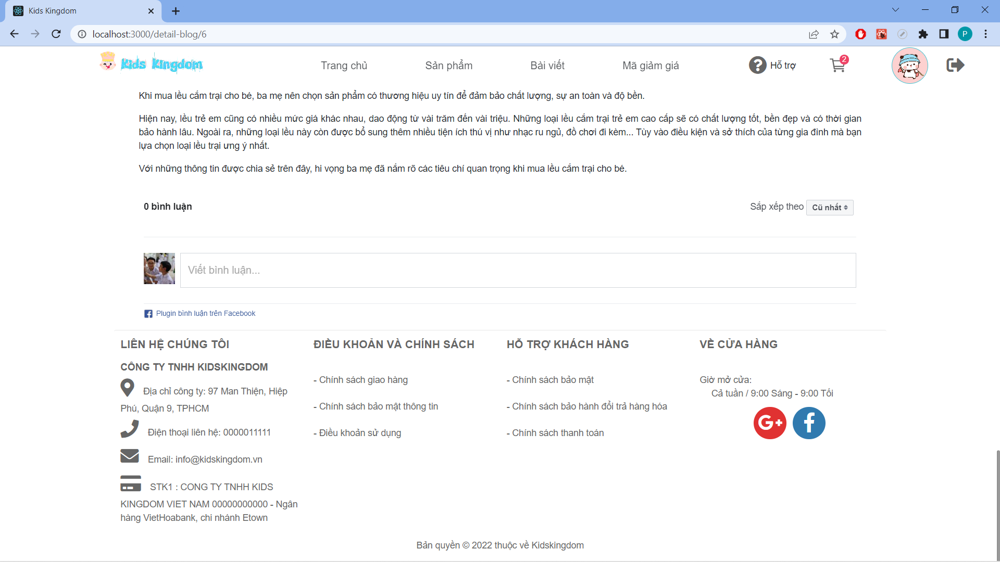 Kids Kingdom
localhost:3000/detail-blog/6
P
Kids Kingdom
Trang chủ
Sản phẩm
Bài viết
Mã giảm giá
? Hỗ trợ
2
Khi mua lều cắm trại cho bé, ba mẹ nên chọn sản phẩm có thương hiệu uy tín để đảm bảo chất lượng, sự an toàn và độ bền.
Hiện nay, lều trẻ em cũng có nhiều mức giá khác nhau, dao động từ vài trăm đến vài triệu. Những loại lều cắm trại trẻ em cao cấp sẽ có chất lượng tốt, bền đẹp và có thời gian
bảo hành lâu. Ngoài ra, những loại lều này còn được bổ sung thêm nhiều tiện ích thú vị như nhạc ru ngủ, đồ chơi đi kèm... Tùy vào điều kiện và sở thích của từng gia đình mà bạn
lựa chọn loại lều trại ưng ý nhất.
Với những thông tin được chia sẻ trên đây, hi vọng ba mẹ đã nắm rõ các tiêu chí quan trọng khi mua lều cắm trại cho bé.
0 bình luận
Sắp xếp theo Cũ nhất
Viết bình luận...
Plugin bình luận trên Facebook
LIÊN HỆ CHÚNG TÔI
CÔNG TY TNHH KIDSKINGDOM
Địa chỉ công ty: 97 Man Thiện, Hiệp
Phú, Quận 9, TPHCM
Điện thoại liên hệ: 0000011111
Email: info@kidskingdom.vn
STK1 : CONG TY TNHH KIDS
KINGDOM VIET NAM 00000000000 - Ngân
hàng VietHoabank, chi nhánh Etown
ĐIỀU KHOẢN VÀ CHÍNH SÁCH
- Chính sách giao hàng
- Chính sách bảo mật thông tin
- Điều khoản sử dụng
HỖ TRỢ KHÁCH HÀNG
- Chính sách bảo mật
- Chính sách bảo hành đổi trả hàng hóa
- Chính sách thanh toán
VỀ CỬA HÀNG
Giờ mở cửa:
Cả tuần / 9:00 Sáng - 9:00 Tối
G+
f
Bản quyền © 2022 thuộc về Kidskingdom